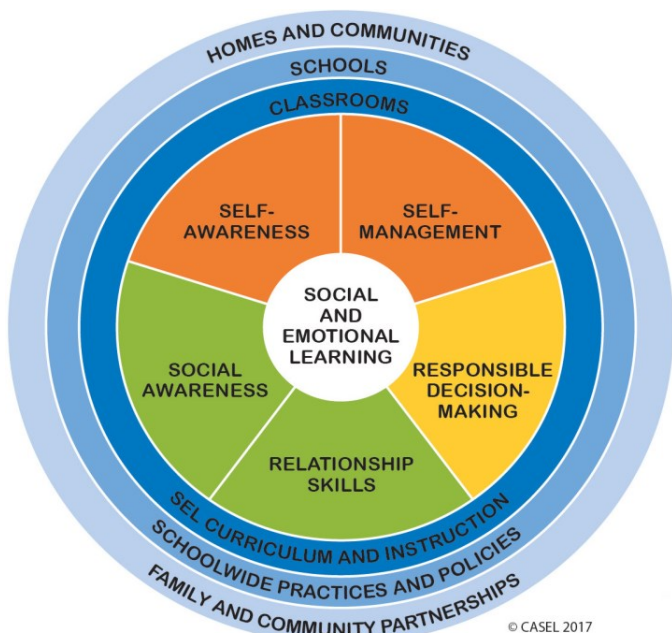 HOMES AND COMMUNITIES
SCHOOLS
CLASSROOMS
SELF-
AWARENESS
SELF-
MANAGEMENT
SOCIAL
AND
EMOTIONAL
LEARNING
SOCIAL
AWARENESS
RESPONSIBLE
DECISION-
MAKING
RELATIONSHIP
SKILLS
SEL CURRICULUM AND INSTRUCTION
SCHOOLWIDE PRACTICES AND POLICIES
FAMILY AND COMMUNITY PARTNERSHIPS
© CASEL 2017